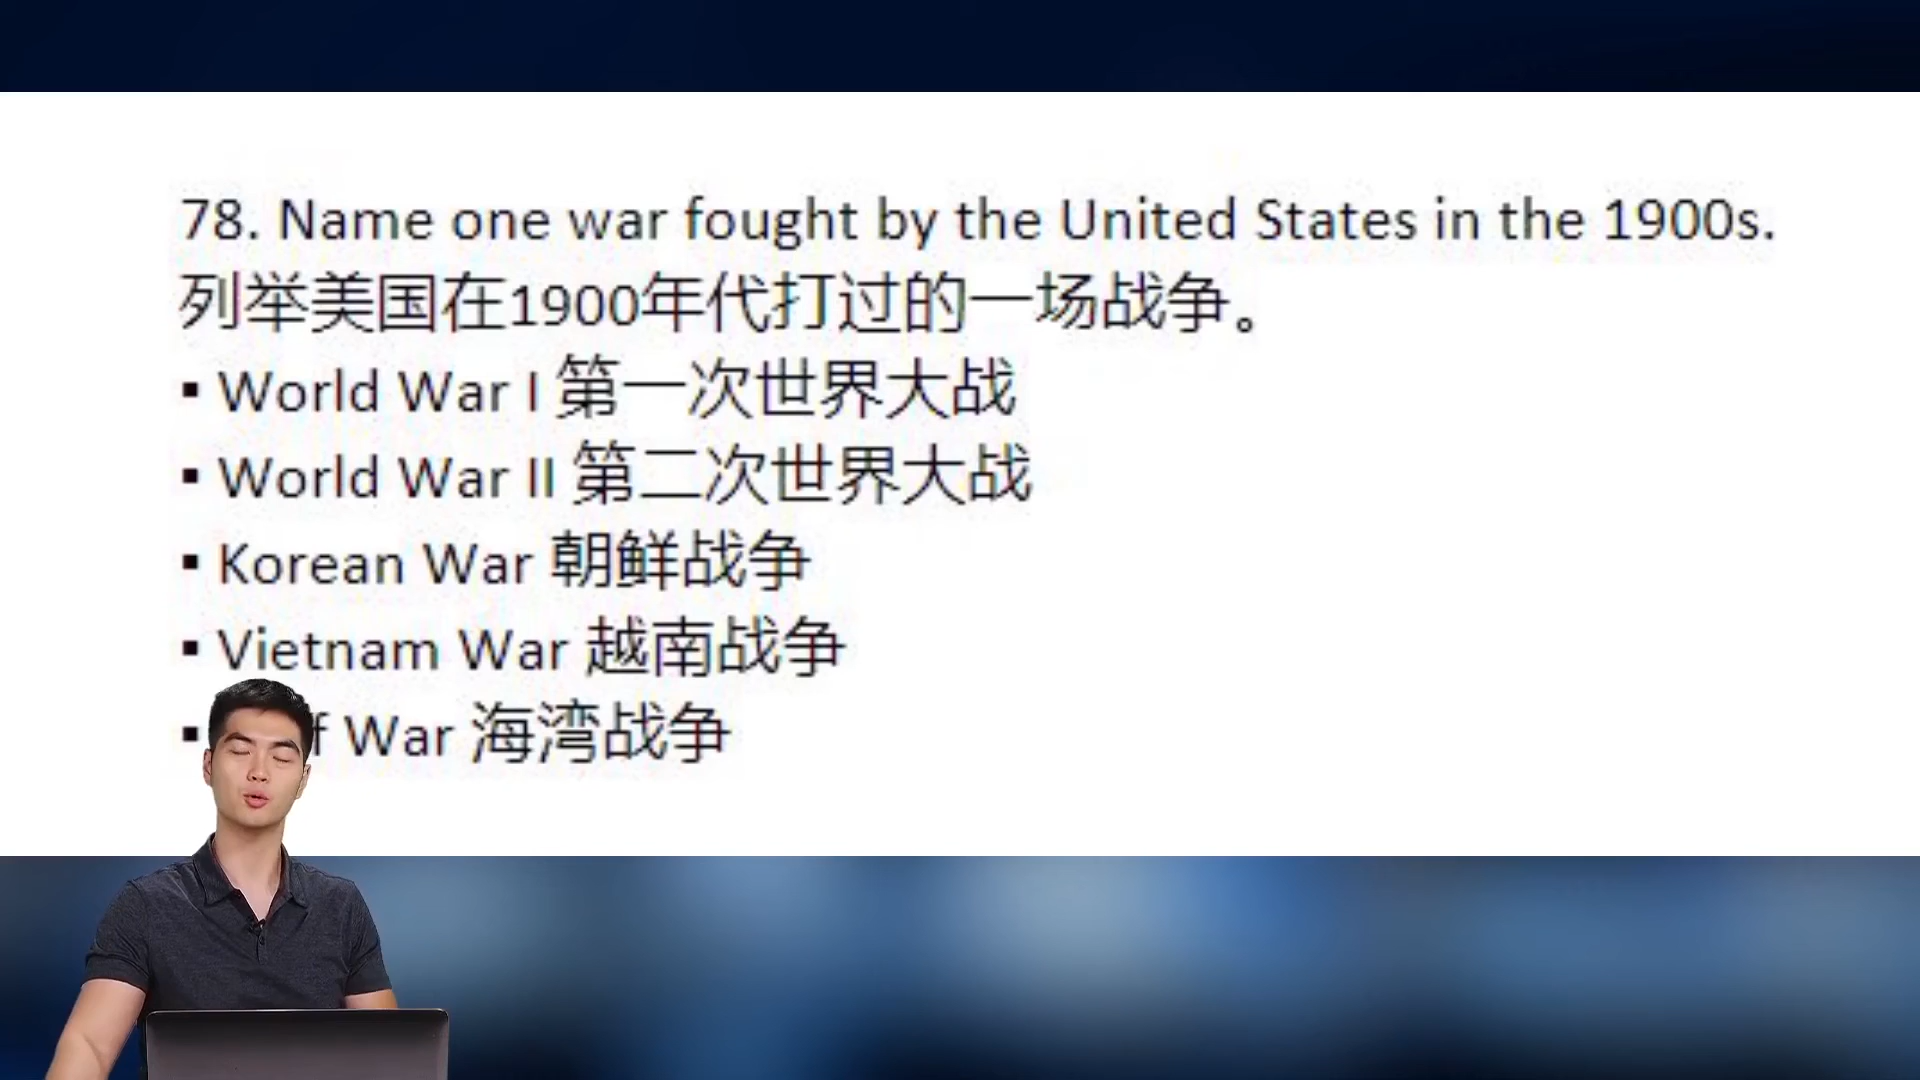 78. Name one war fought by the United States in the 1900s.
列举美国在1900年代打过的一场战争。
▪ World War I 第一次世界大战
▪ World War II 第二次世界大战
▪ Korean War 朝鲜战争
▪ Vietnam War 越南战争
▪ War 海湾战争